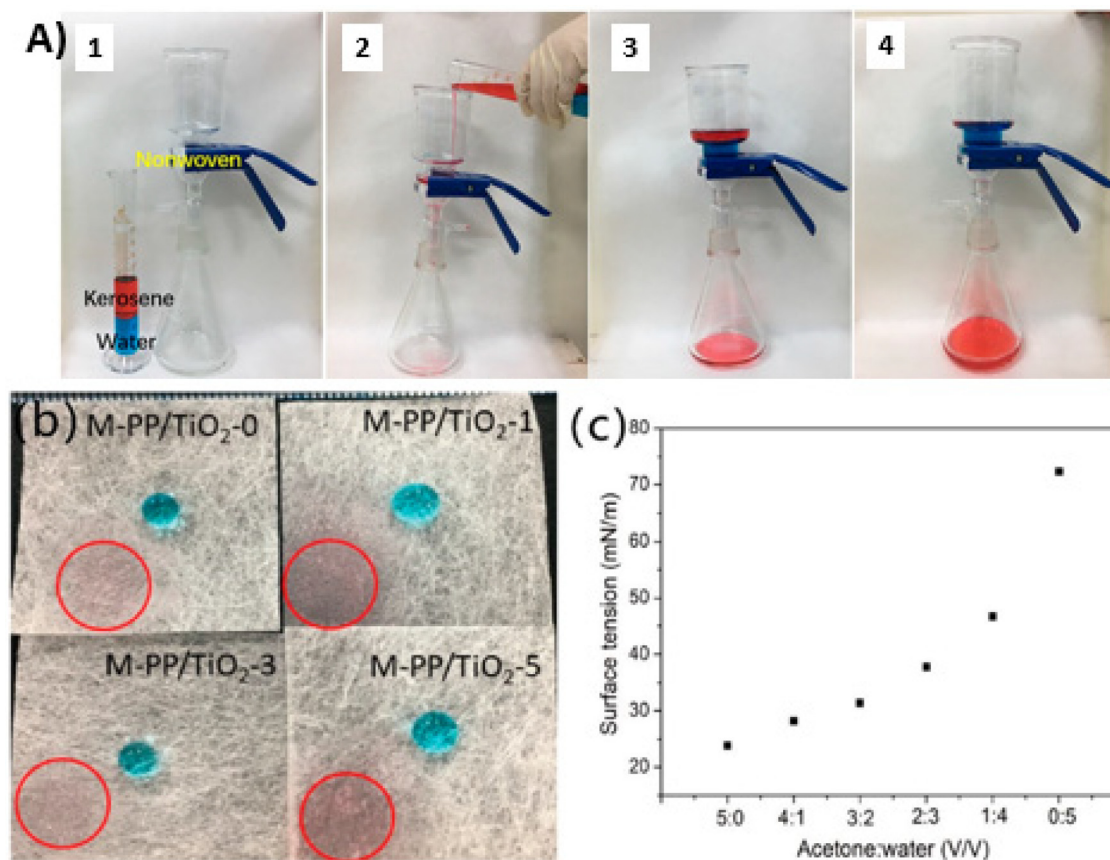 A)
1
2
3
4
Nonwoven
Kerosene
Water
(b)
M-PP/TiO₂-0
M-PP/TiO₂-1
M-PP/TiO₂-3
M-PP/TiO₂-5
(c)
80
70
60
50
40
30
20
Surface tension (mN/m)
5:0 4:1 3:2 2:3 1:4 0:5
Acetone:water (V/V)